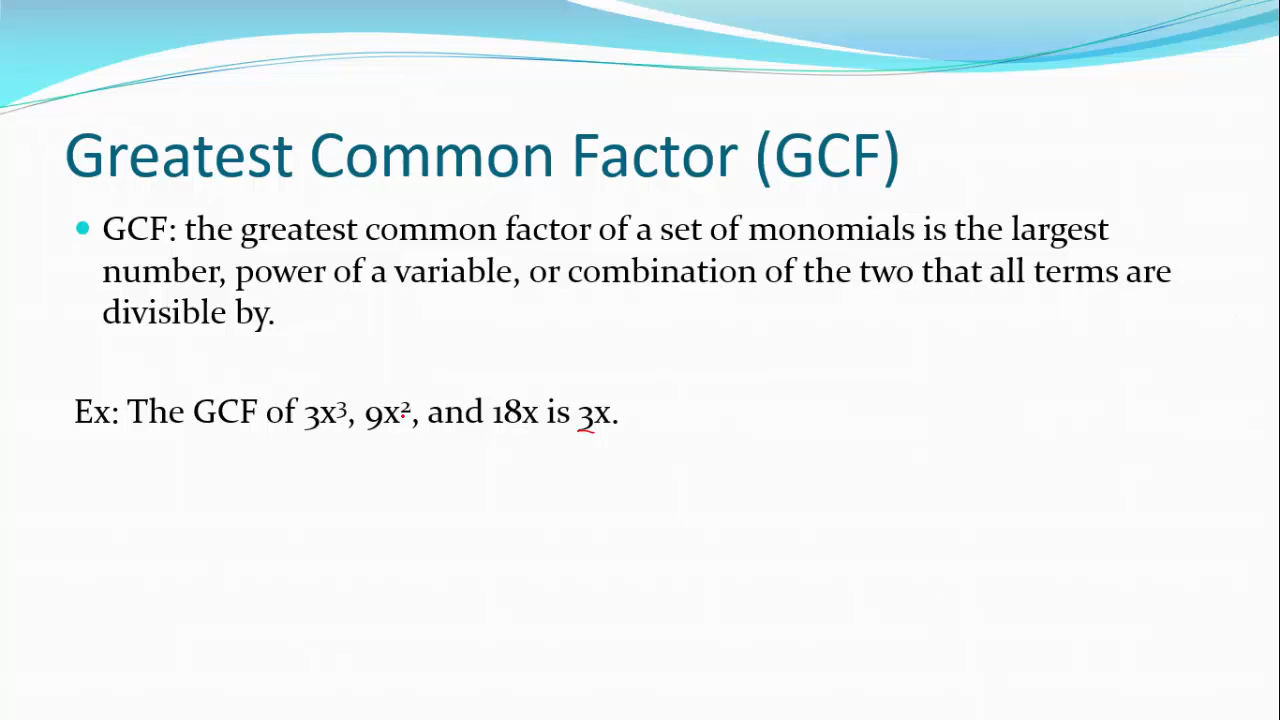 Greatest Common Factor (GCF)
• GCF: the greatest common factor of a set of monomials is the largest
number, power of a variable, or combination of the two that all terms are
divisible by.
Ex: The GCF of 3x³, 9x², and 18x is 3x.